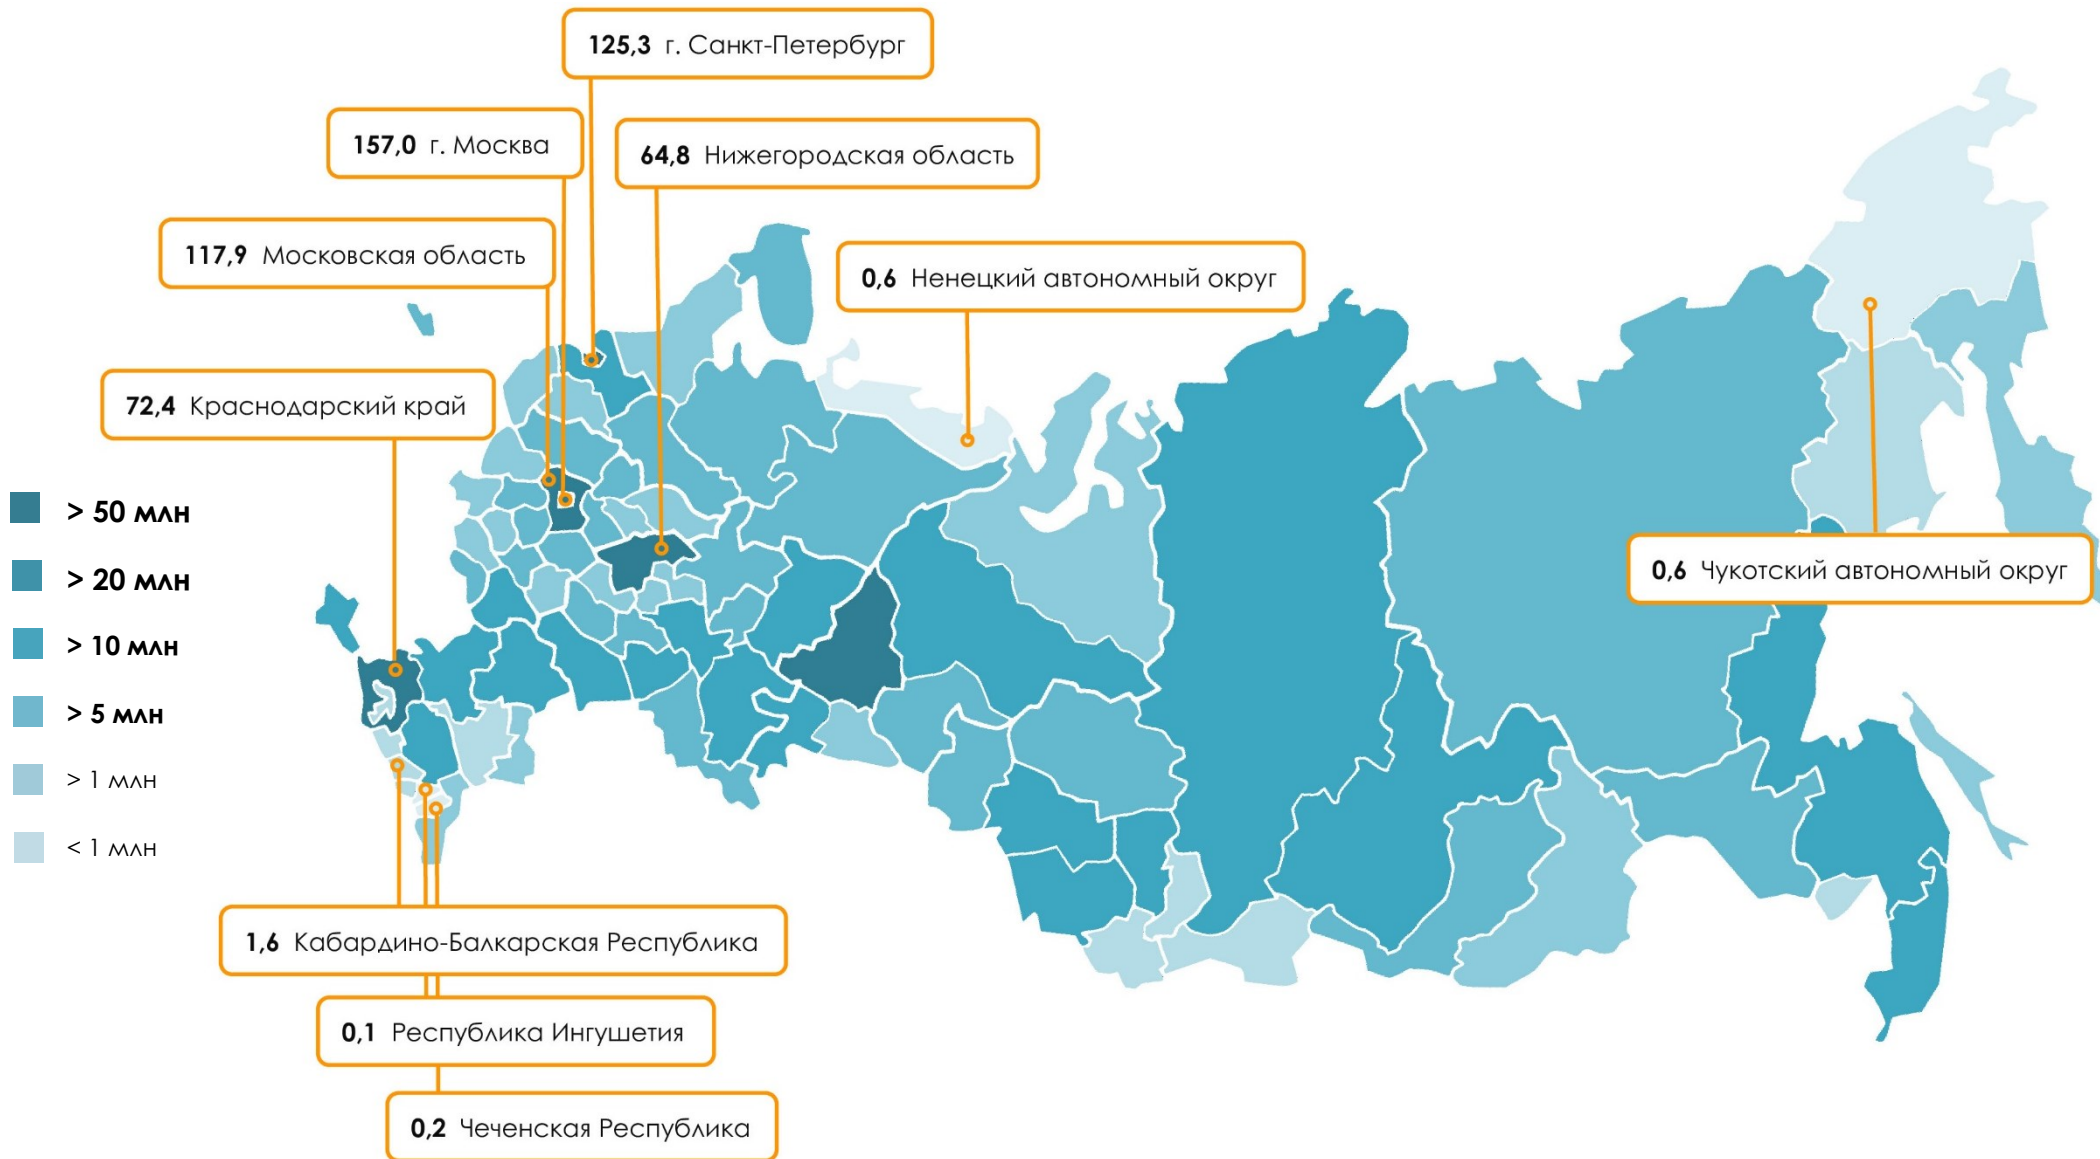 125,3 г. Санкт-Петербург
157,0 г. Москва
64,8 Нижегородская область
117,9 Московская область
0,6 Ненецкий автономный округ
72,4 Краснодарский край
> 50 млн
> 20 млн
> 10 млн
> 5 млн
> 1 млн
< 1 млн
0,6 Чукотский автономный округ
1,6 Кабардино-Балкарская Республика
0,1 Республика Ингушетия
0,2 Чеченская Республика